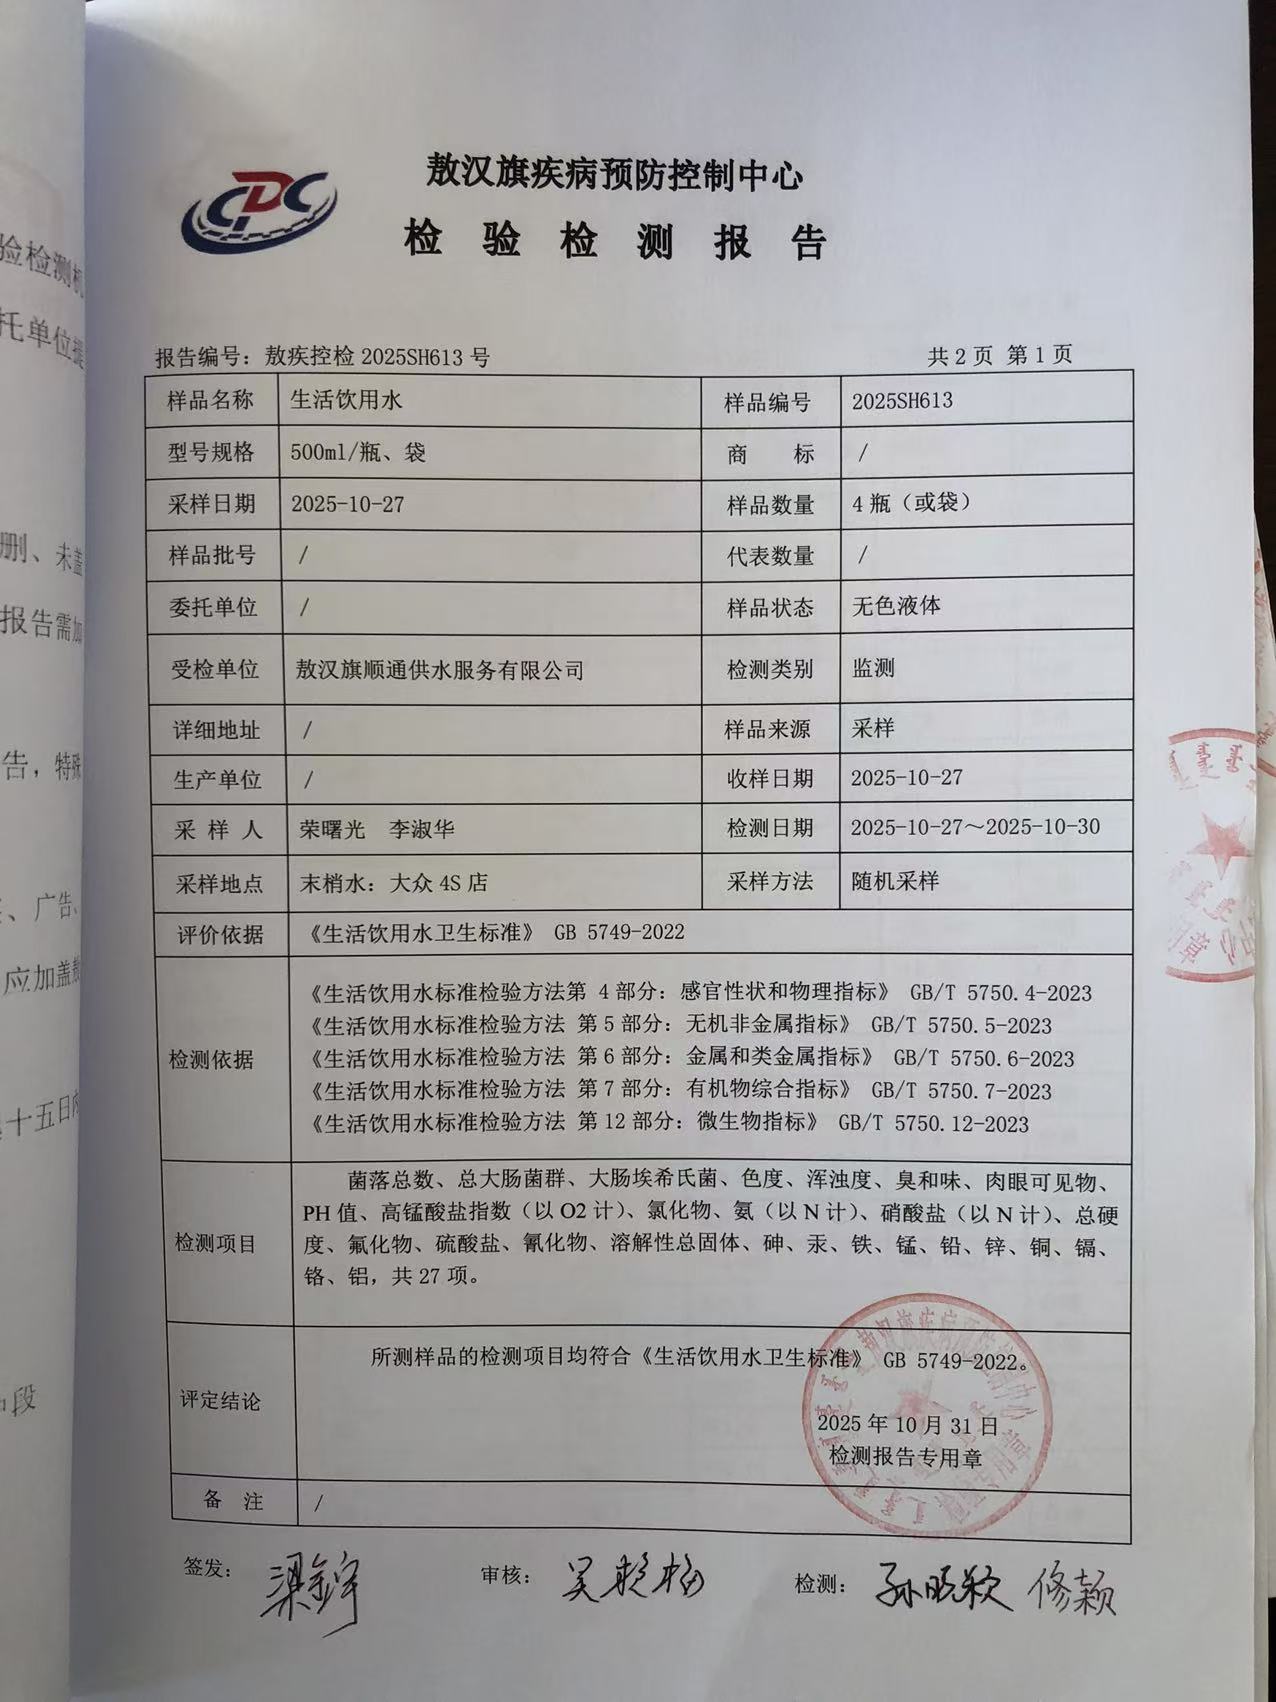 验检测机
托单位提
删、未盖
报告需加
告，特殊
、广告、
应加盖
十五日内
CDC
敖汉旗疾病预防控制中心
检验检测报告
报告编号：敖疾控检 2025SH613 号 共 2 页 第 1 页
样品名称 生活饮用水 样品编号 2025SH613
型号规格 500ml/瓶、袋 商 标 /
采样日期 2025-10-27 样品数量 4 瓶（或袋）
样品批号 / 代表数量 /
委托单位 / 样品状态 无色液体
受检单位 敖汉旗顺通供水服务有限公司 检测类别 监测
详细地址 / 样品来源 采样
生产单位 / 收样日期 2025-10-27
采 样 人 荣曙光 李淑华 检测日期 2025-10-27～2025-10-30
采样地点 末梢水：大众 4S 店 采样方法 随机采样
评价依据 《生活饮用水卫生标准》 GB 5749-2022
检测依据
《生活饮用水标准检验方法第 4 部分：感官性状和物理指标》 GB/T 5750.4-2023
《生活饮用水标准检验方法 第 5 部分：无机非金属指标》 GB/T 5750.5-2023
《生活饮用水标准检验方法 第 6 部分：金属和类金属指标》 GB/T 5750.6-2023
《生活饮用水标准检验方法 第 7 部分：有机物综合指标》 GB/T 5750.7-2023
《生活饮用水标准检验方法 第 12 部分：微生物指标》 GB/T 5750.12-2023
检测项目
菌落总数、总大肠菌群、大肠埃希氏菌、色度、浑浊度、臭和味、肉眼可见物、
PH 值、高锰酸盐指数（以 O2 计）、氯化物、氨（以 N 计）、硝酸盐（以 N 计）、总硬
度、氟化物、硫酸盐、氰化物、溶解性总固体、砷、汞、铁、锰、铅、锌、铜、镉、
铬、铝，共 27 项。
评定结论
所测样品的检测项目均符合《生活饮用水卫生标准》 GB 5749-2022。
2025 年 10 月 31 日
检测报告专用章
备 注 /
签发： 审核： 检测： 修颖